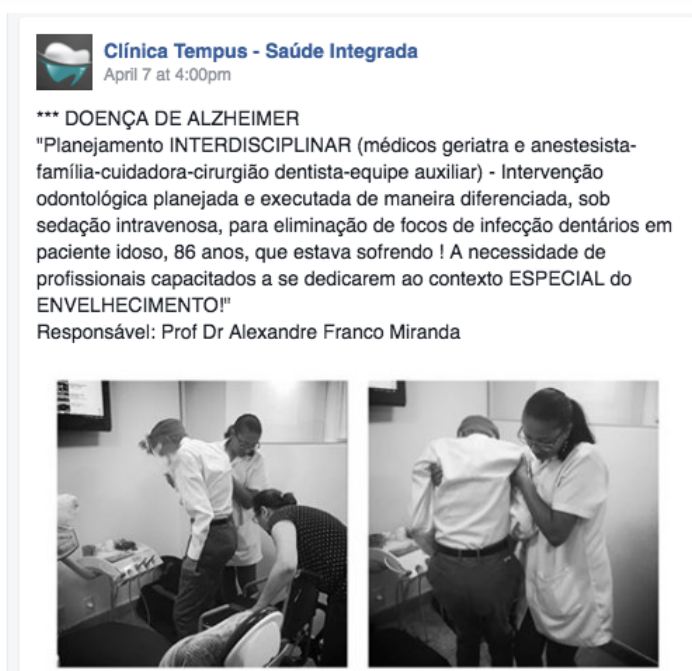 Clínica Tempus - Saúde Integrada
April 7 at 4:00pm
*** DOENÇA DE ALZHEIMER
"Planejamento INTERDISCIPLINAR (médicos geriatra e anestesista-
família-cuidadora-cirurgião dentista-equipe auxiliar) - Intervenção
odontológica planejada e executada de maneira diferenciada, sob
sedação intravenosa, para eliminação de focos de infecção dentários em
paciente idoso, 86 anos, que estava sofrendo ! A necessidade de
profissionais capacitados a se dedicarem ao contexto ESPECIAL do
ENVELHECIMENTO!"
Responsável: Prof Dr Alexandre Franco Miranda